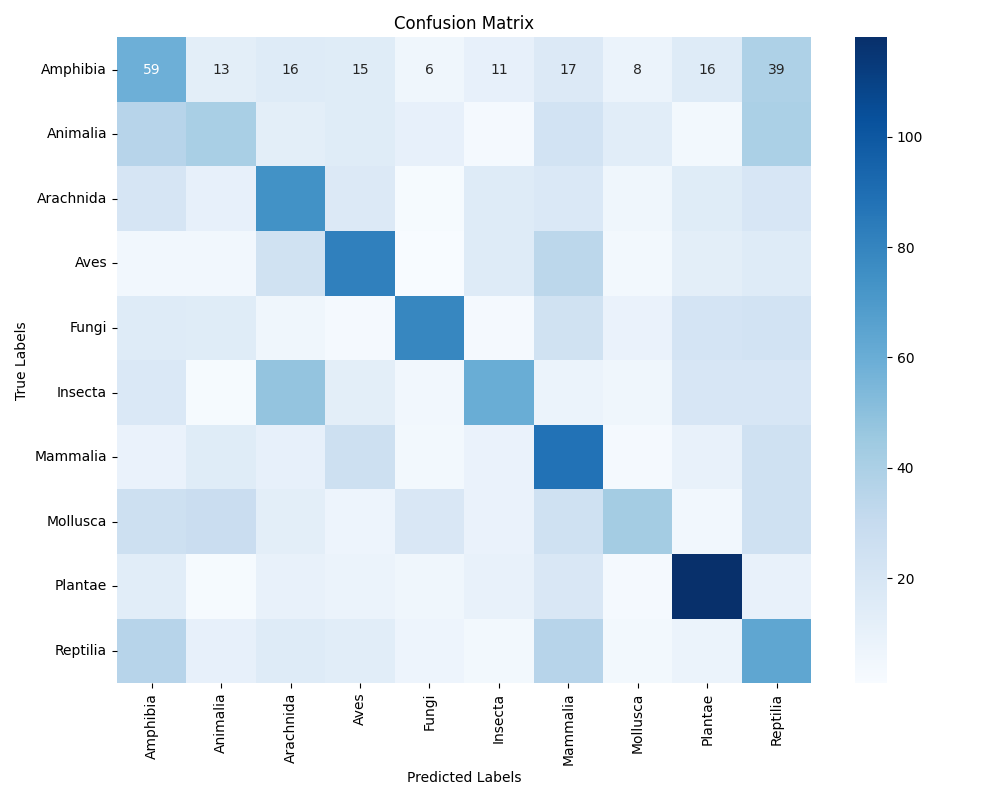 Confusion Matrix
True Labels
Amphibia 59 13 16 15 6 11 17 8 16 39
Animalia
Arachnida
Aves
Fungi
Insecta
Mammalia
Mollusca
Plantae
Reptilia
Amphibia Animalia Arachnida Aves Fungi Insecta Mammalia Mollusca Plantae Reptilia
Predicted Labels
100
80
60
40
20